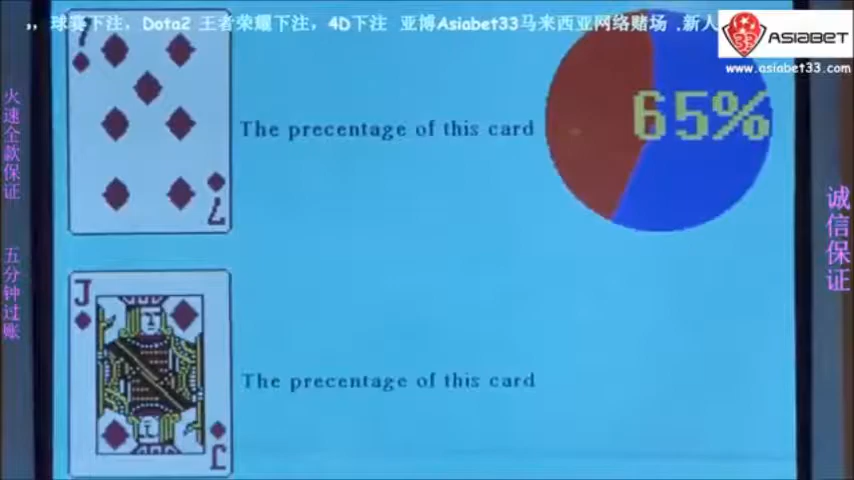 ,, 球赛下注，Dota2 王者荣耀下注，4D下注 亚博Asiabet33马来西亚网络赌场 .新人
ASIABET
www.asiabet33.com
火速全款保证
五分钟过账
诚信保证
7
The precentage of this card
65%
7
J
The precentage of this card
J